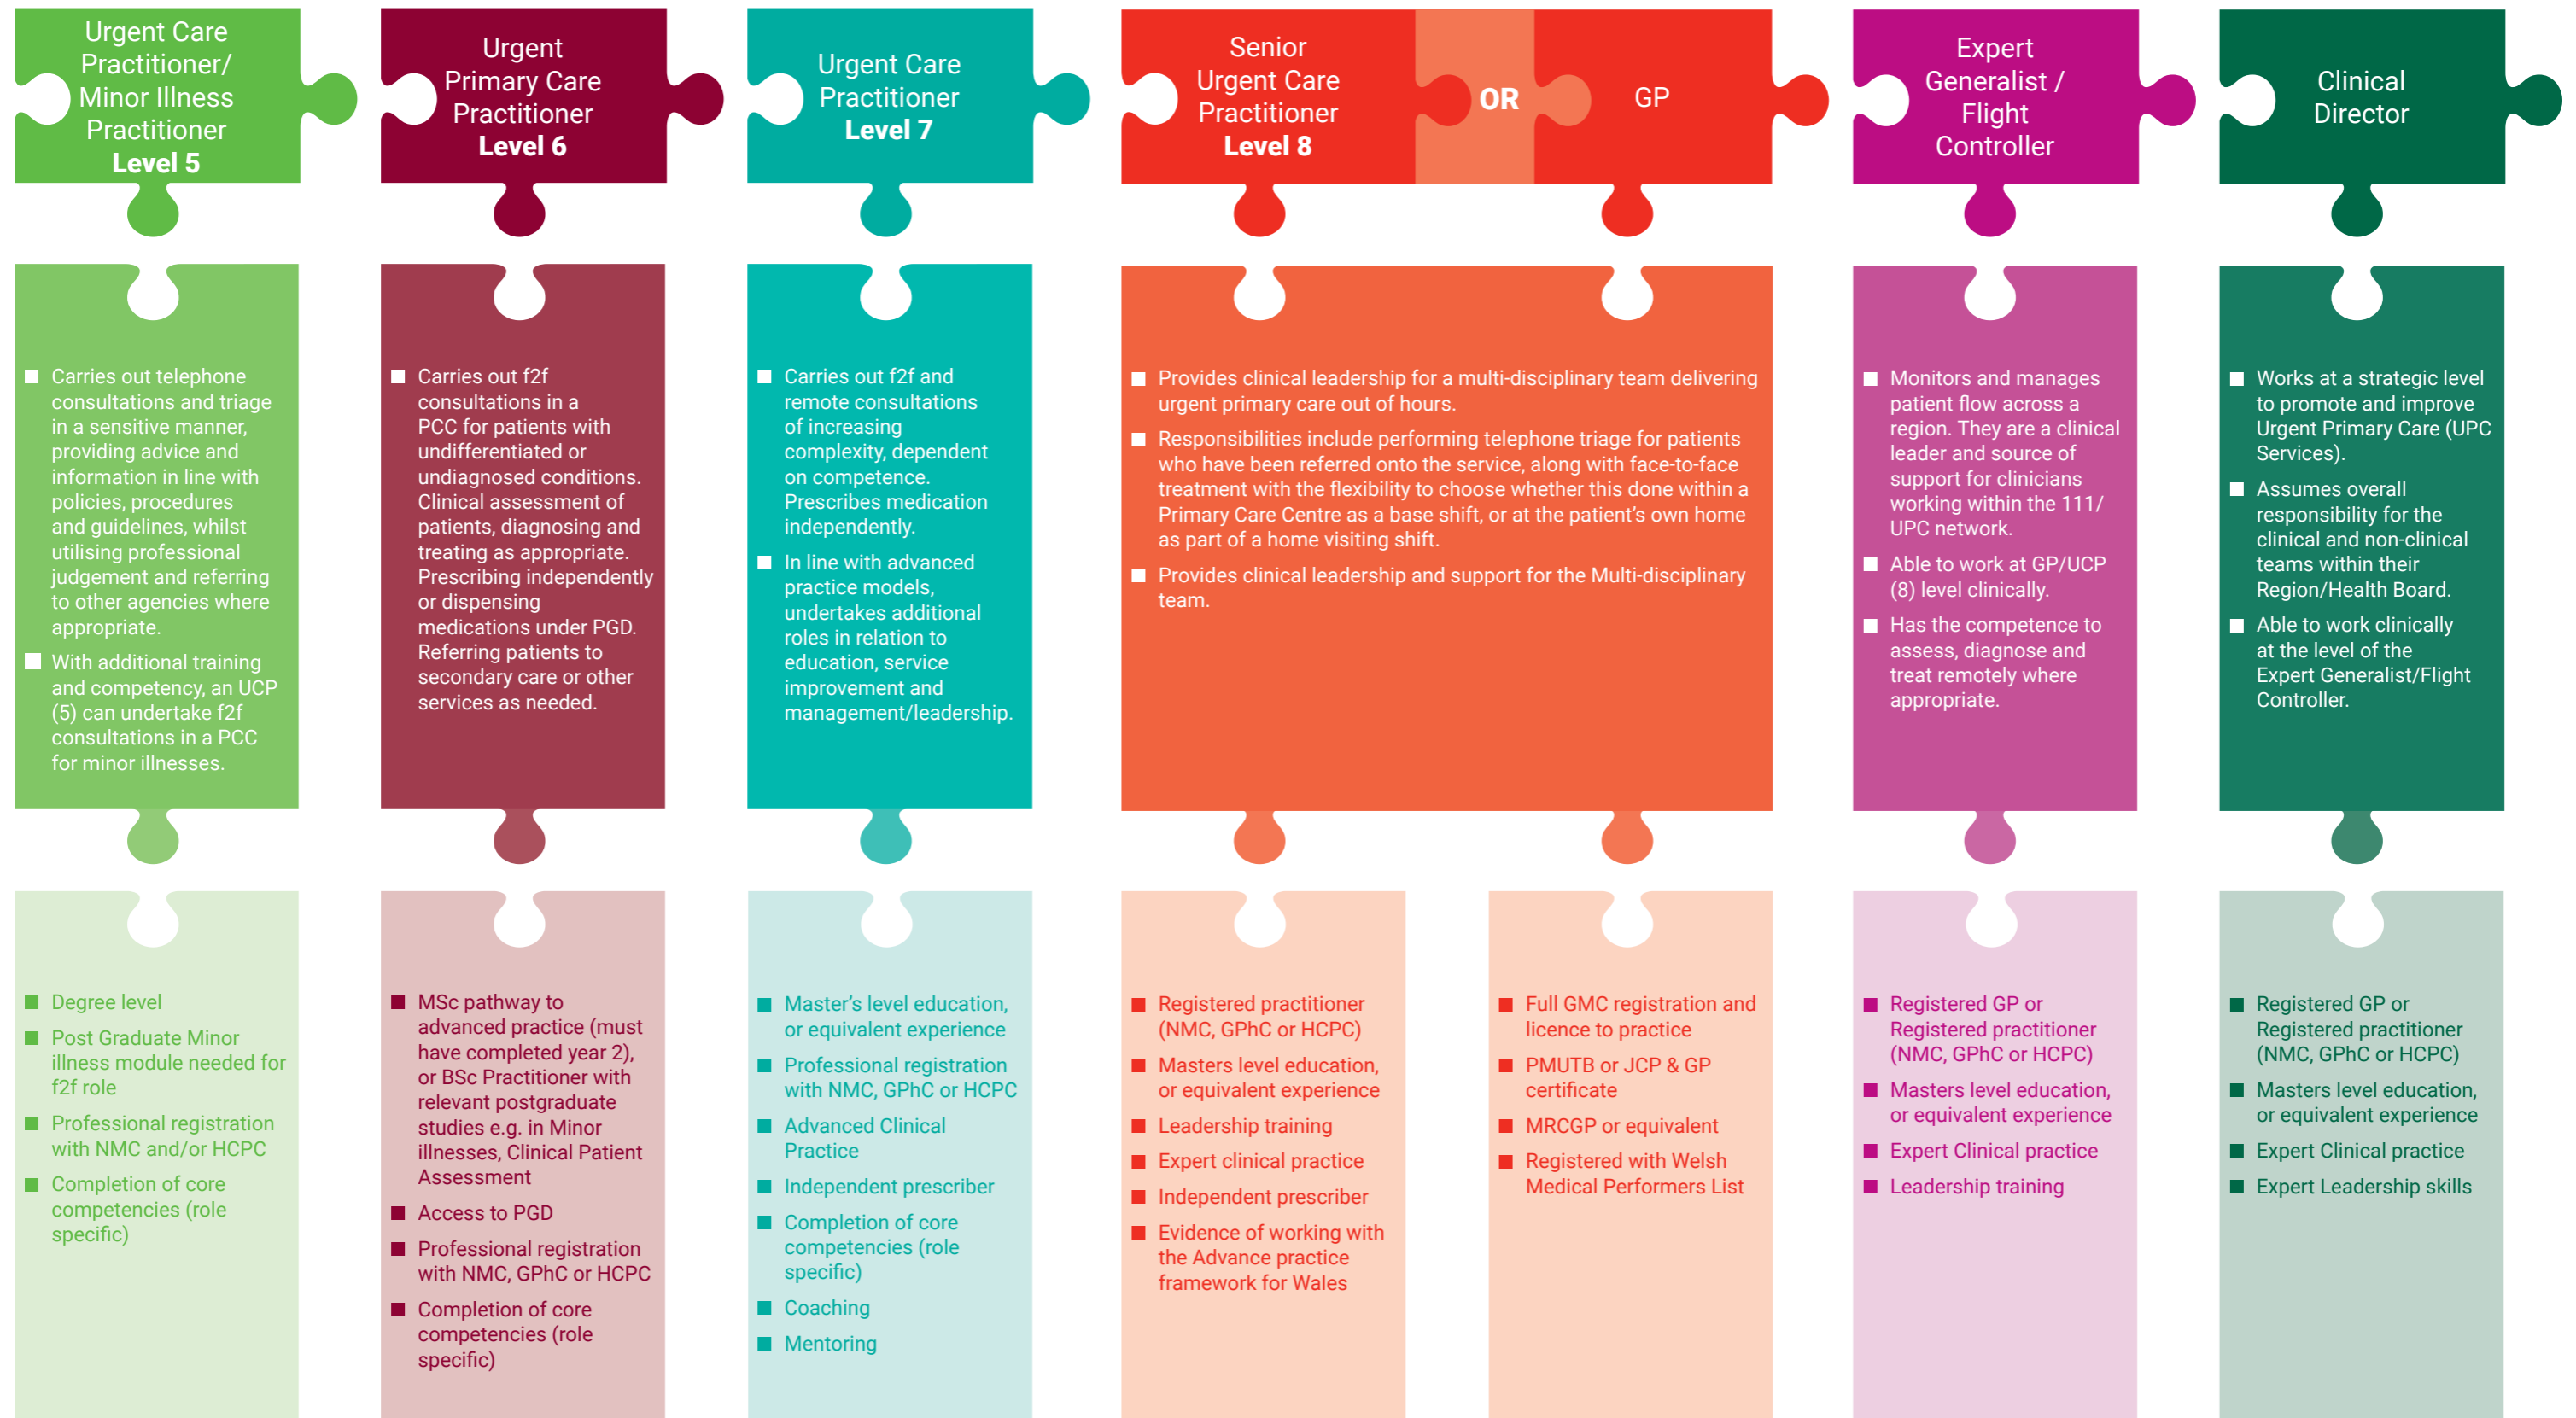 Urgent Care
Practitioner/
Minor Illness
Practitioner
Level 5
Urgent
Primary Care
Practitioner
Level 6
Urgent Care
Practitioner
Level 7
Senior
Urgent Care
Practitioner
Level 8
OR
GP
Expert
Generalist /
Flight
Controller
Clinical
Director
Carries out telephone
consultations and triage
in a sensitive manner,
providing advice and
information in line with
policies, procedures
and guidelines, whilst
utilising professional
judgement and referring
to other agencies where
appropriate.
With additional training
and competency, an UCP
(5) can undertake f2f
consultations in a PCC
for minor illnesses.
Carries out f2f
consultations in a
PCC for patients with
undifferentiated or
undiagnosed conditions.
Clinical assessment of
patients, diagnosing and
treating as appropriate.
Prescribing independently
or dispensing
medications under PGD.
Referring patients to
secondary care or other
services as needed.
Carries out f2f and
remote consultations
of increasing
complexity, dependent
on competence.
Prescribes medication
independently.
In line with advanced
practice models,
undertakes additional
roles in relation to
education, service
improvement and
management/leadership.
Provides clinical leadership for a multi-disciplinary team delivering
urgent primary care out of hours.
Responsibilities include performing telephone triage for patients
who have been referred onto the service, along with face-to-face
treatment with the flexibility to choose whether this done within a
Primary Care Centre as a base shift, or at the patient's own home
as part of a home visiting shift.
Provides clinical leadership and support for the Multi-disciplinary
team.
Monitors and manages
patient flow across a
region. They are a clinical
leader and source of
support for clinicians
working within the 111/
UPC network.
Able to work at GP/UCP
(8) level clinically.
Has the competence to
assess, diagnose and
treat remotely where
appropriate.
Works at a strategic level
to promote and improve
Urgent Primary Care (UPC
Services).
Assumes overall
responsibility for the
clinical and non-clinical
teams within their
Region/Health Board.
Able to work clinically
at the level of the
Expert Generalist/Flight
Controller.
Degree level
Post Graduate Minor
illness module needed for
f2f role
Professional registration
with NMC and/or HCPC
Completion of core
competencies (role
specific)
MSc pathway to
advanced practice (must
have completed year 2),
or BSc Practitioner with
relevant postgraduate
studies e.g. in Minor
illnesses, Clinical Patient
Assessment
Access to PGD
Professional registration
with NMC, GPhC or HCPC
Completion of core
competencies (role
specific)
Master's level education,
or equivalent experience
Professional registration
with NMC, GPhC or HCPC
Advanced Clinical
Practice
Independent prescriber
Completion of core
competencies (role
specific)
Coaching
Mentoring
Registered practitioner
(NMC, GPhC or HCPC)
Masters level education,
or equivalent experience
Leadership training
Expert clinical practice
Independent prescriber
Evidence of working with
the Advance practice
framework for Wales
Full GMC registration and
licence to practice
PMUTB or JCP & GP
certificate
MRCGP or equivalent
Registered with Welsh
Medical Performers List
Registered GP or
Registered practitioner
(NMC, GPhC or HCPC)
Masters level education,
or equivalent experience
Expert Clinical practice
Leadership training
Registered GP or
Registered practitioner
(NMC, GPhC or HCPC)
Masters level education,
or equivalent experience
Expert Clinical practice
Expert Leadership skills